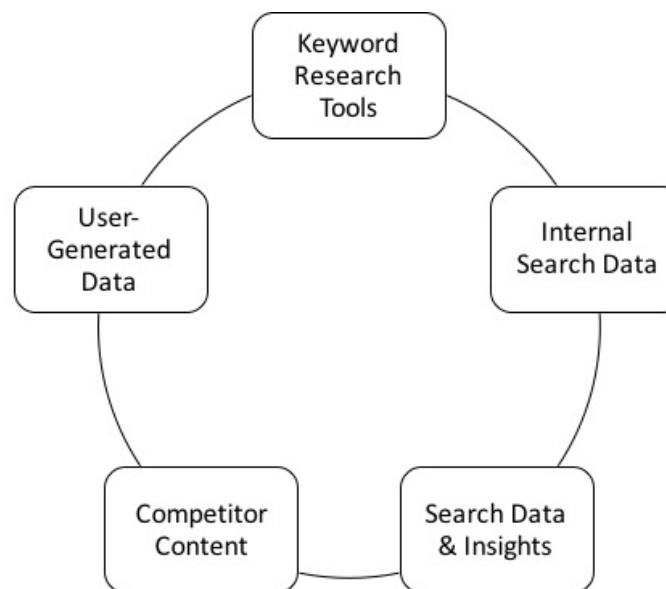 Keyword
Research
Tools
User-
Generated
Data
Internal
Search Data
Competitor
Content
Search Data
& Insights